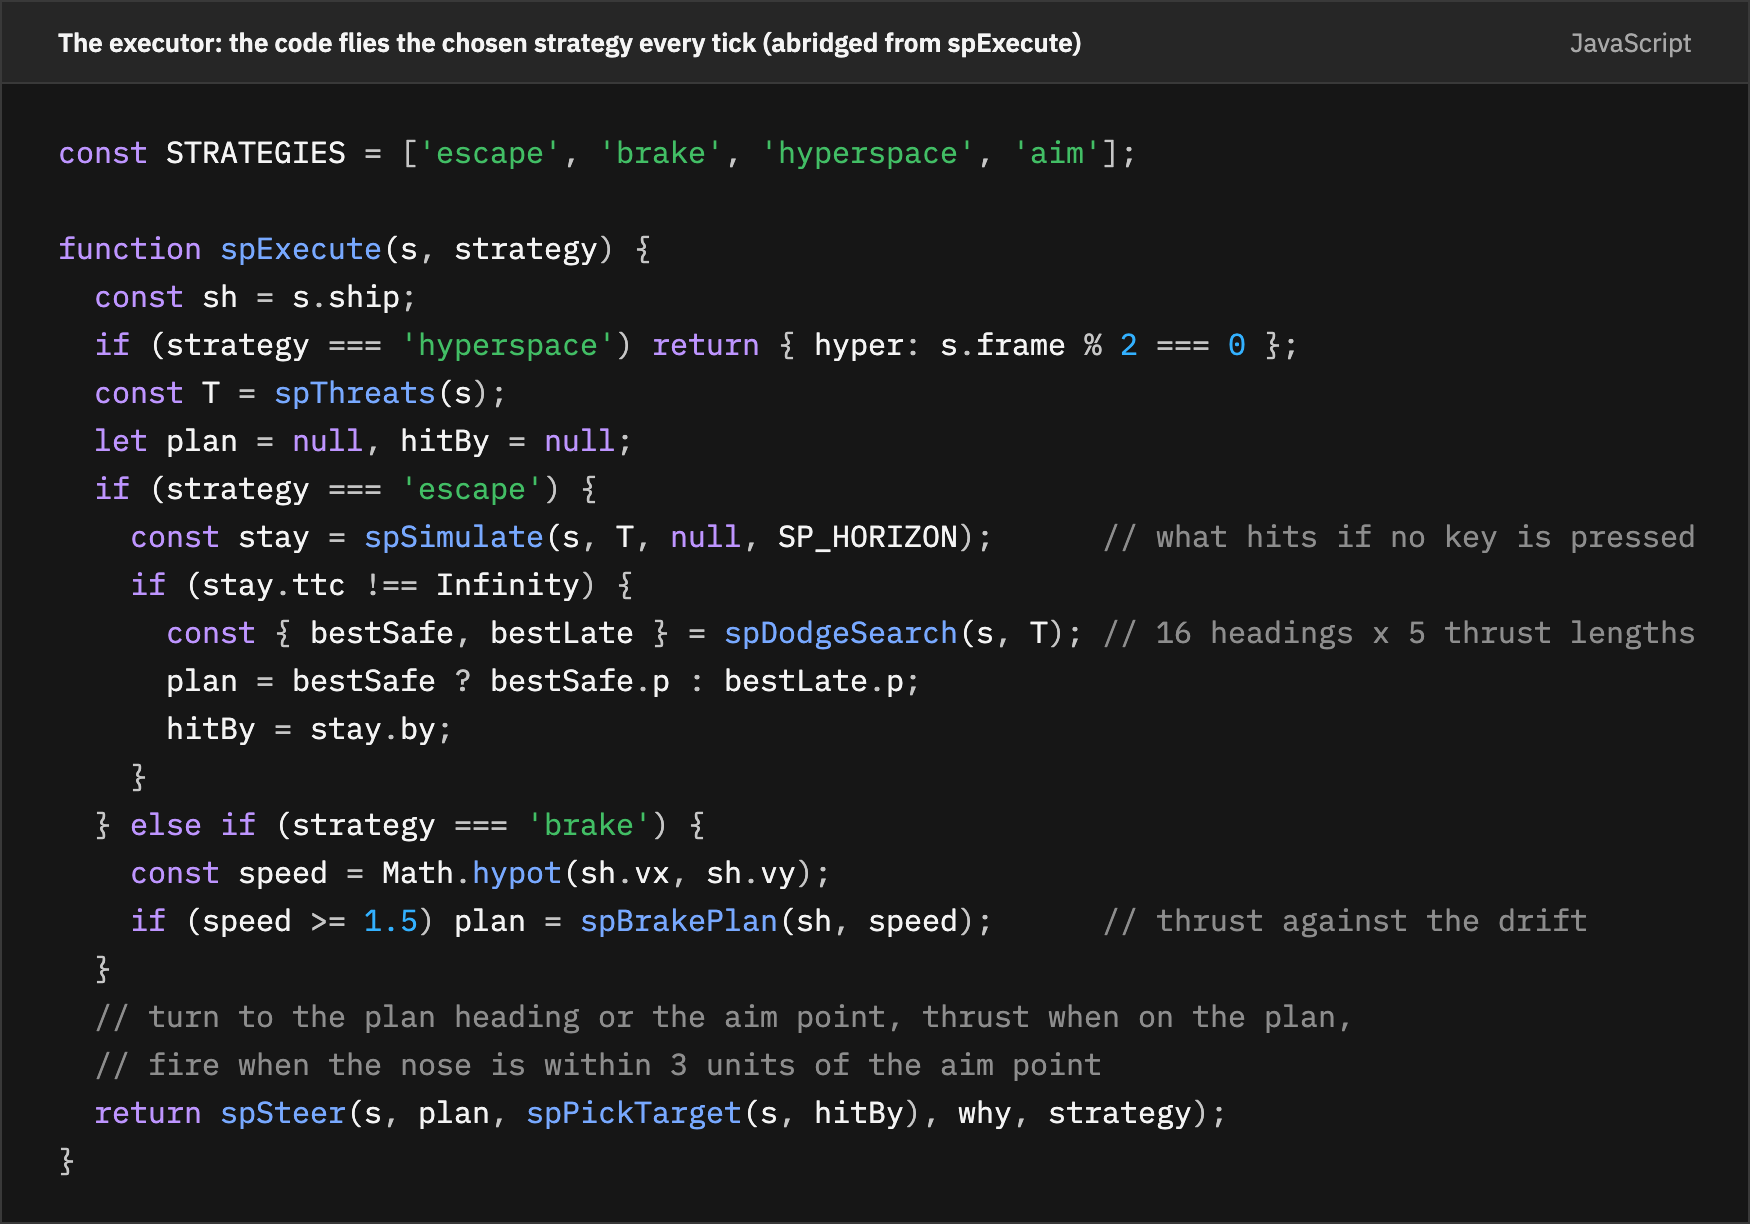 The executor: the code flies the chosen strategy every tick (abridged from spExecute)
JavaScript
const STRATEGIES = ['escape', 'brake', 'hyperspace', 'aim'];
function spExecute(s, strategy) {
  const sh = s.ship;
  if (strategy === 'hyperspace') return { hyper: s.frame % 2 === 0 };
  const T = spThreats(s);
  let plan = null, hitBy = null;
  if (strategy === 'escape') {
    const stay = spSimulate(s, T, null, SP_HORIZON);      // what hits if no key is pressed
    if (stay.ttc !== Infinity) {
      const { bestSafe, bestLate } = spDodgeSearch(s, T); // 16 headings x 5 thrust lengths
      plan = bestSafe ? bestSafe.p : bestLate.p;
      hitBy = stay.by;
    }
  } else if (strategy === 'brake') {
    const speed = Math.hypot(sh.vx, sh.vy);
    if (speed >= 1.5) plan = spBrakePlan(sh, speed);      // thrust against the drift
  }
  // turn to the plan heading or the aim point, thrust when on the plan,
  // fire when the nose is within 3 units of the aim point
  return spSteer(s, plan, spPickTarget(s, hitBy), why, strategy);
}